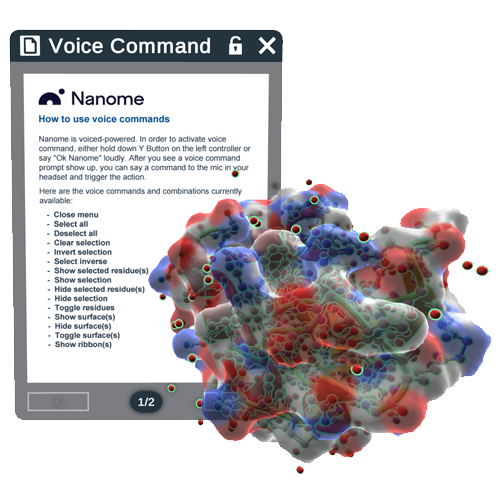 Voice Command
Nanome
How to use voice commands
Nanome is voiced-powered. In order to activate voice
command, either hold down Y Button on the left controller or
say "Ok Nanome" loudly. After you see a voice command
prompt show up, you can say a command to the mic in your
headset and trigger the action.
Here are the voice commands and combinations currently
available:
- Close menu
- Select all
- Deselect all
- Clear selection
- Invert selection
- Select inverse
- Show selected residue(s)
- Show selection
- Hide selected residue(s)
- Hide selection
- Toggle residues
- Show surface(s)
- Hide surface(s)
- Toggle surface(s)
- Show ribbon(s)
1/2